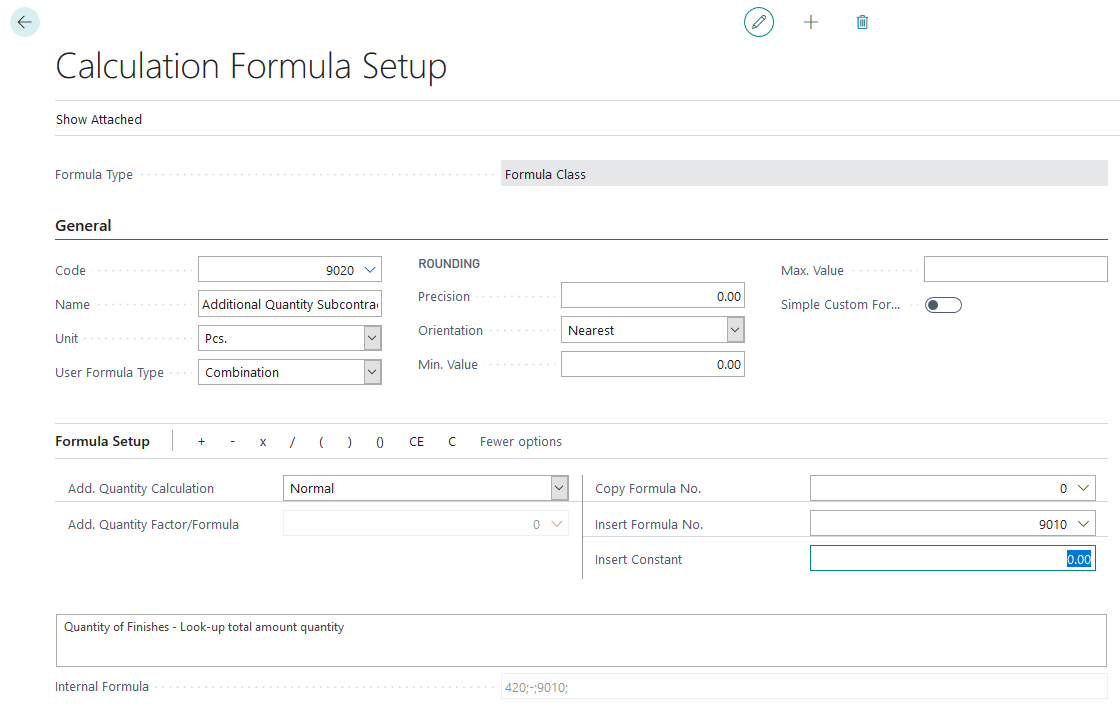 Calculation Formula Setup
Show Attached
Formula Type Formula Class
General
Code 9020
Name Additional Quantity Subcontra
Unit Pcs.
User Formula Type Combination
ROUNDING
Precision 0.00
Orientation Nearest
Min. Value 0.00
Max. Value
Simple Custom For...
Formula Setup + - x / ( ) () CE C Fewer options
Add. Quantity Calculation Normal
Add. Quantity Factor/Formula 0
Copy Formula No. 0
Insert Formula No. 9010
Insert Constant 0.00
Quantity of Finishes - Look-up total amount quantity
Internal Formula 420;-;9010;